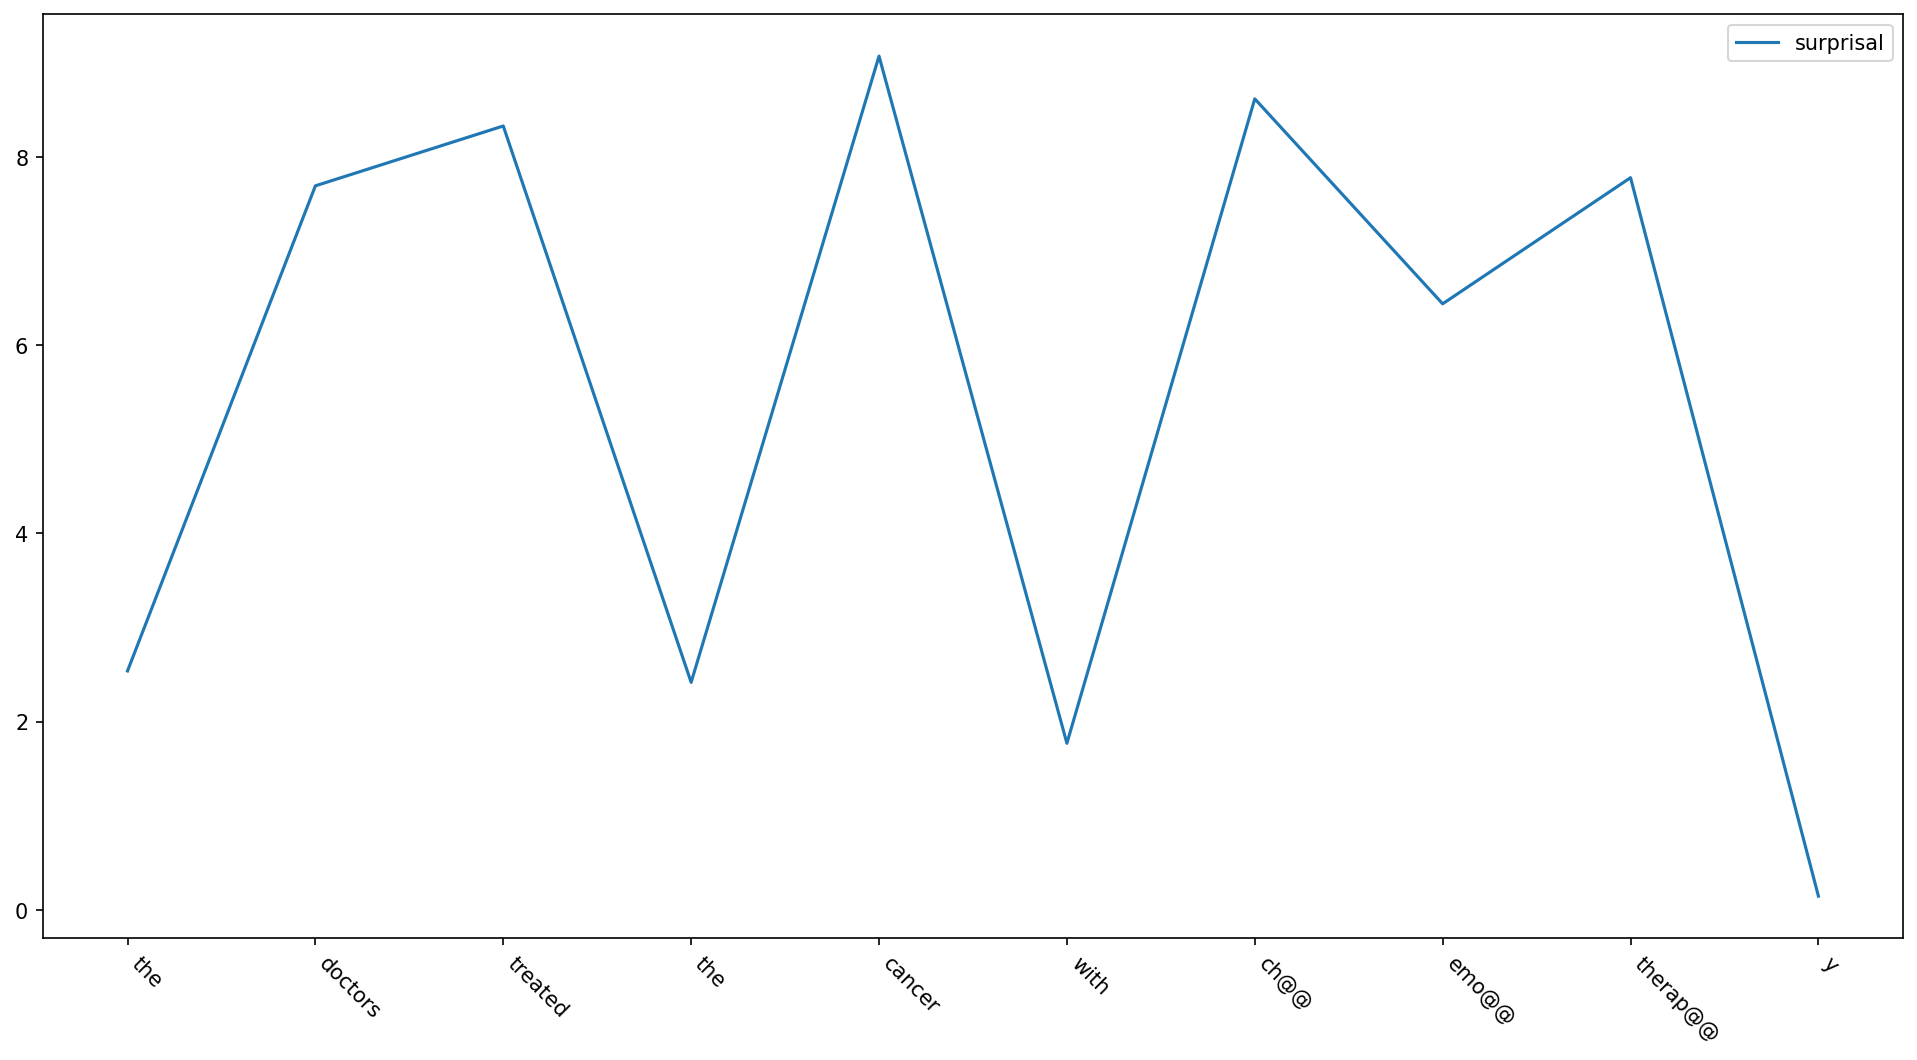 surprisal
8
6
4
2
0
the
doctors
treated
the
cancer
with
ch@@
emo@@
therap@@
y